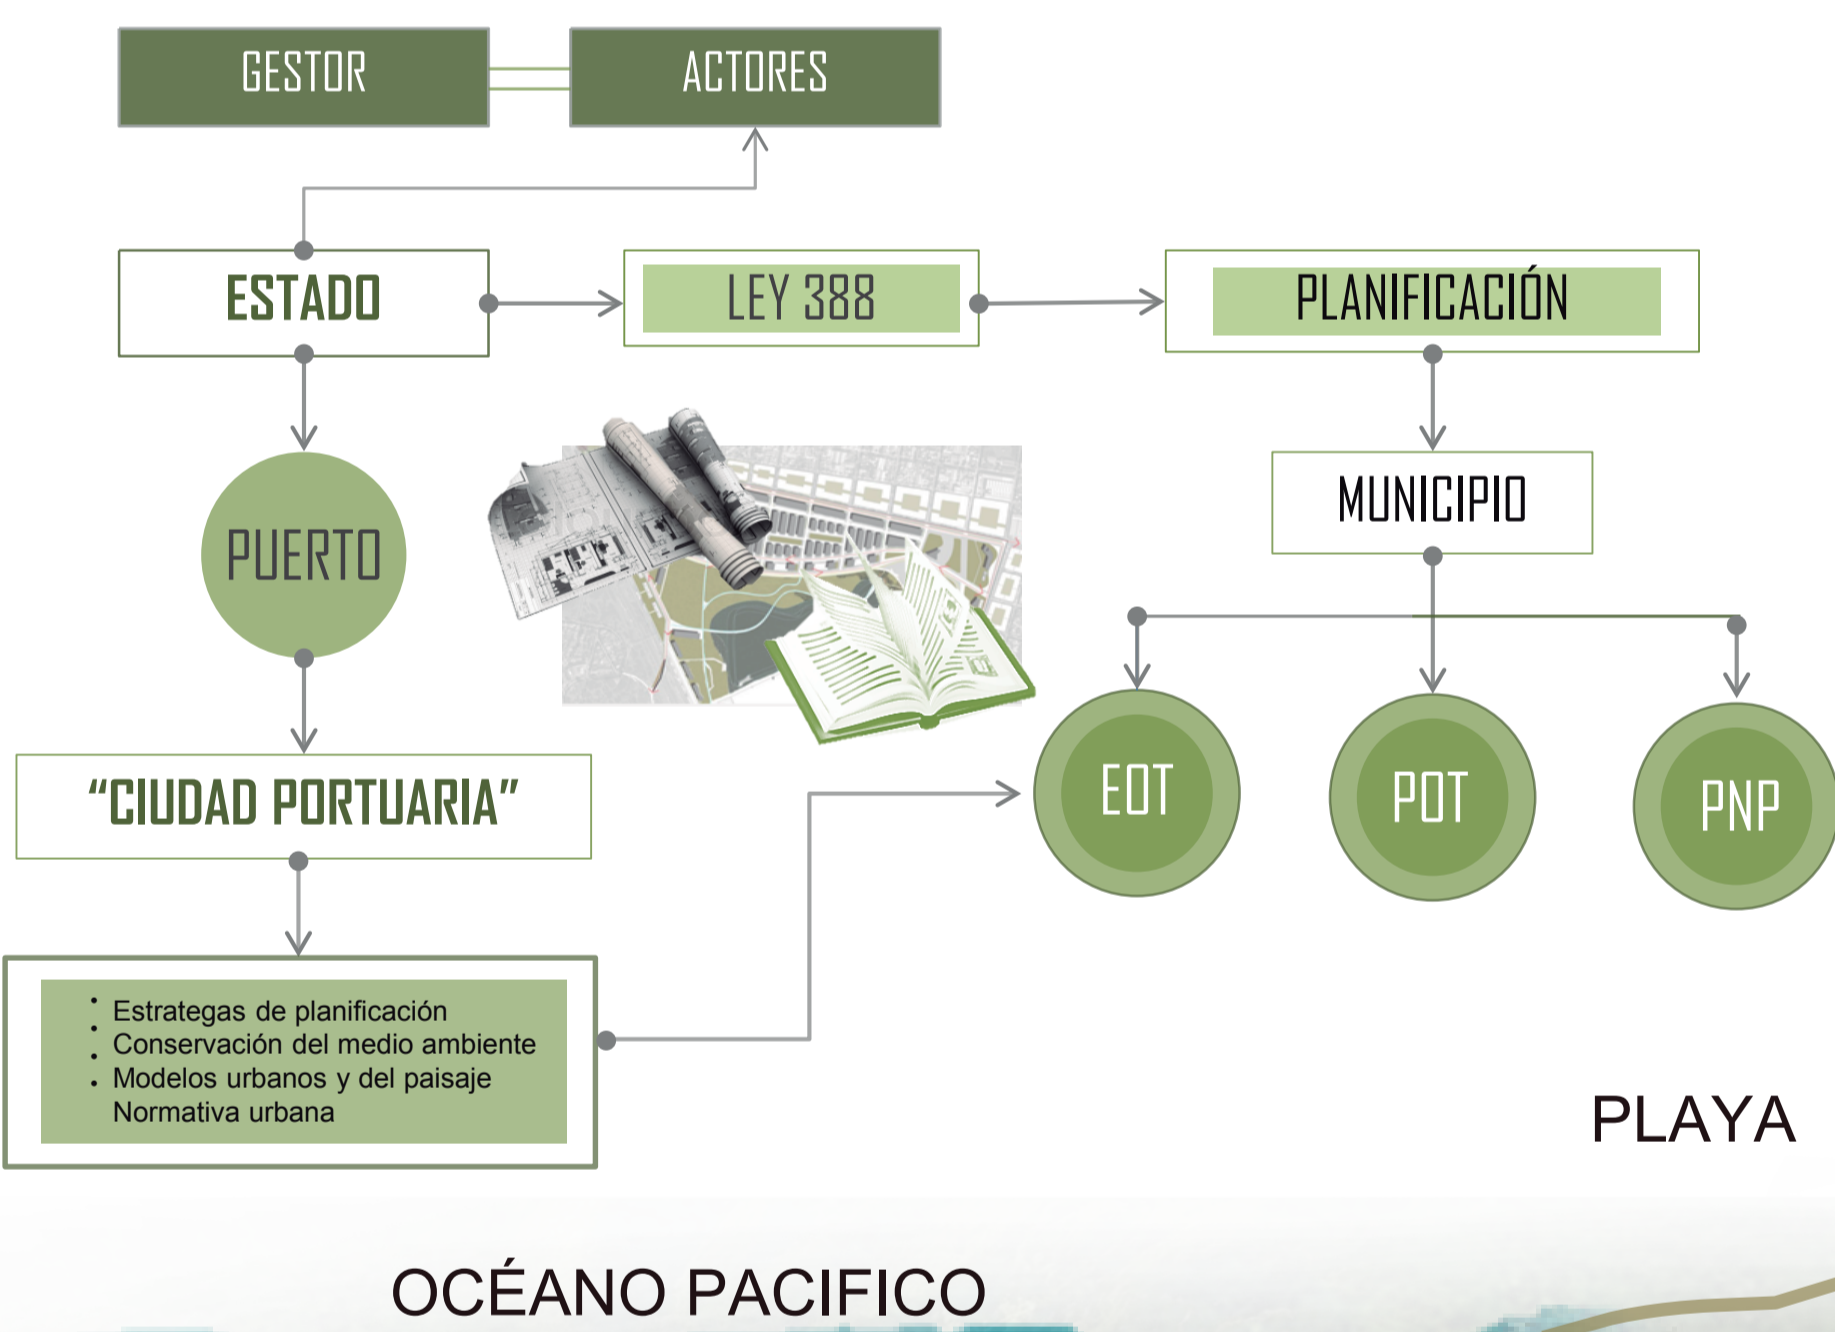 GESTOR
ACTORES
ESTADO
LEY 388
PLANIFICACIÓN
PUERTO
MUNICIPIO
"CIUDAD PORTUARIA"
EOT
POT
PNP
• Estrategas de planificación
• Conservación del medio ambiente
• Modelos urbanos y del paisaje
• Normativa urbana
PLAYA
OCÉANO PACIFICO